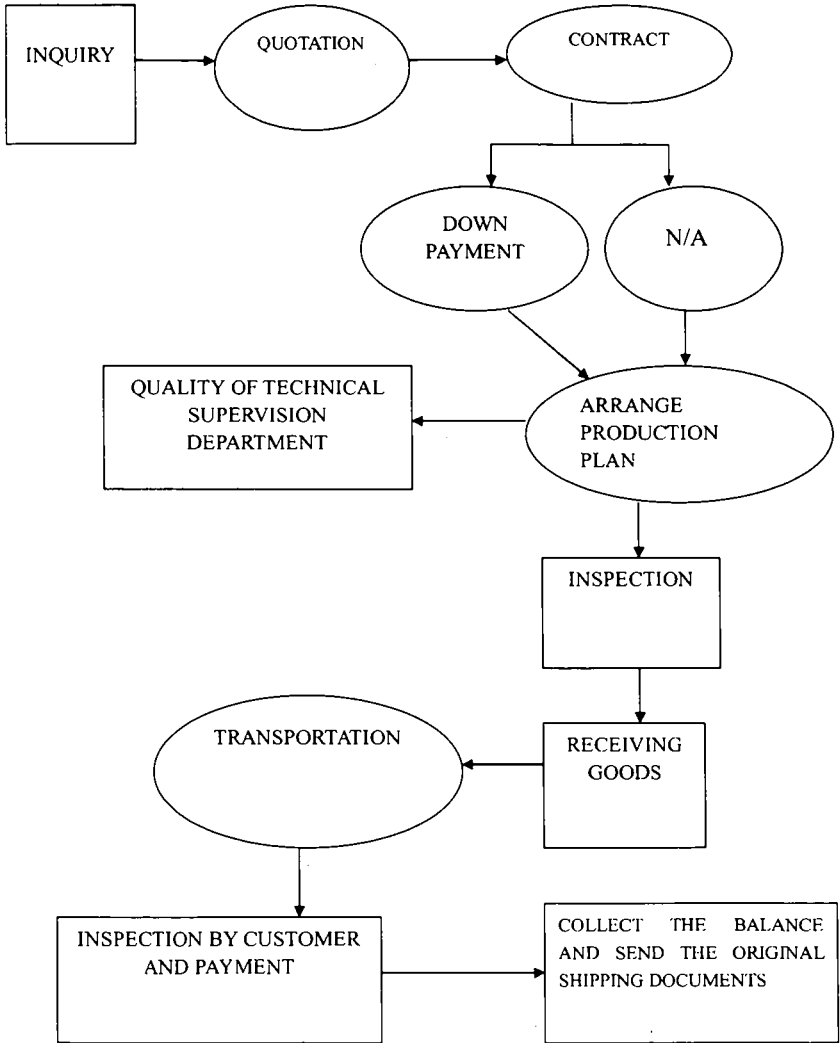 INQUIRY
QUOTATION
CONTRACT
DOWN
PAYMENT
N/A
QUALITY OF TECHNICAL
SUPERVISION
DEPARTMENT
ARRANGE
PRODUCTION
PLAN
INSPECTION
TRANSPORTATION
RECEIVING
GOODS
INSPECTION BY CUSTOMER
AND PAYMENT
COLLECT THE BALANCE
AND SEND THE ORIGINAL
SHIPPING DOCUMENTS